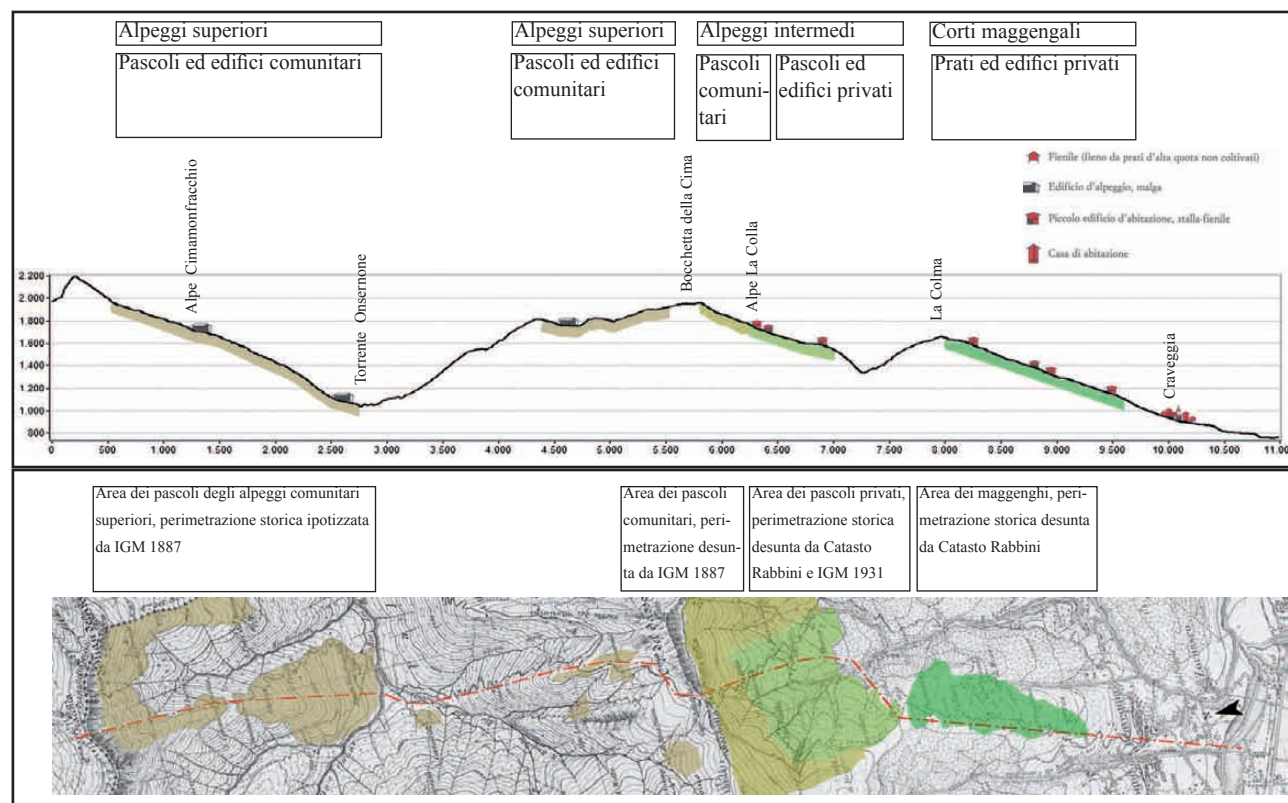 Alpeggi superiori
Alpeggi superiori
Alpeggi intermedi
Corti maggengali
Pascoli ed edifici comunitari
Pascoli ed edifici
comunitari
Pascoli
comuni-
tari
Pascoli ed
edifici privati
Prati ed edifici privati
Fienile (fieno da prati d'alta quota non coltivati)
Edificio d'alpeggio, malga
Piccolo edificio d'abitazione, stalla-fienile
Casa di abitazione
Alpe Cimamonfracchio
Torrente Onsernone
Bocchetta della Cima
Alpe La Colla
La Colma
Craveggia
2.200
2.000
1.800
1.600
1.400
1.200
1.000
800
0 500 1.000 1.500 2.000 2.500 3.000 3.500 4.000 4.500 5.000 5.500 6.000 6.500 7.000 7.500 8.000 8.500 9.000 9.500 10.000 10.500 11.00
Area dei pascoli degli alpeggi comunitari
superiori, perimetrazione storica ipotizzata
da IGM 1887
Area dei pascoli
comunitari, peri-
metrazione desun-
ta da IGM 1887
Area dei pascoli privati,
perimetrazione storica
desunta da Catasto
Rabbini e IGM 1931
Area dei maggenghi, peri-
metrazione storica desunta
da Catasto Rabbini